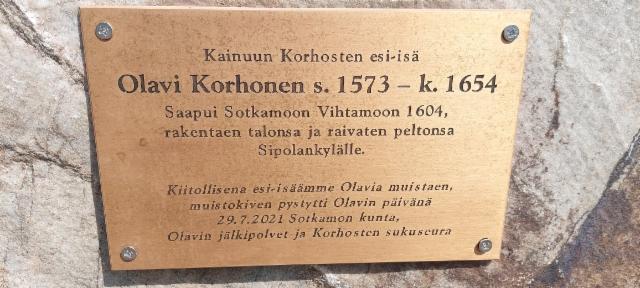 Kainuun Korhosten esi-isä
Olavi Korhonen s. 1573 – k. 1654
Saapui Sotkamoon Vihtamoon 1604,
rakentaen talonsa ja raivaten peltonsa
Sipolankylälle.
Kiitollisena esi-isäämme Olavia muistaen,
muistokiven pystytti Olavin päivänä
29.7.2021 Sotkamon kunta,
Olavin jälkipolvet ja Korhosten sukuseura